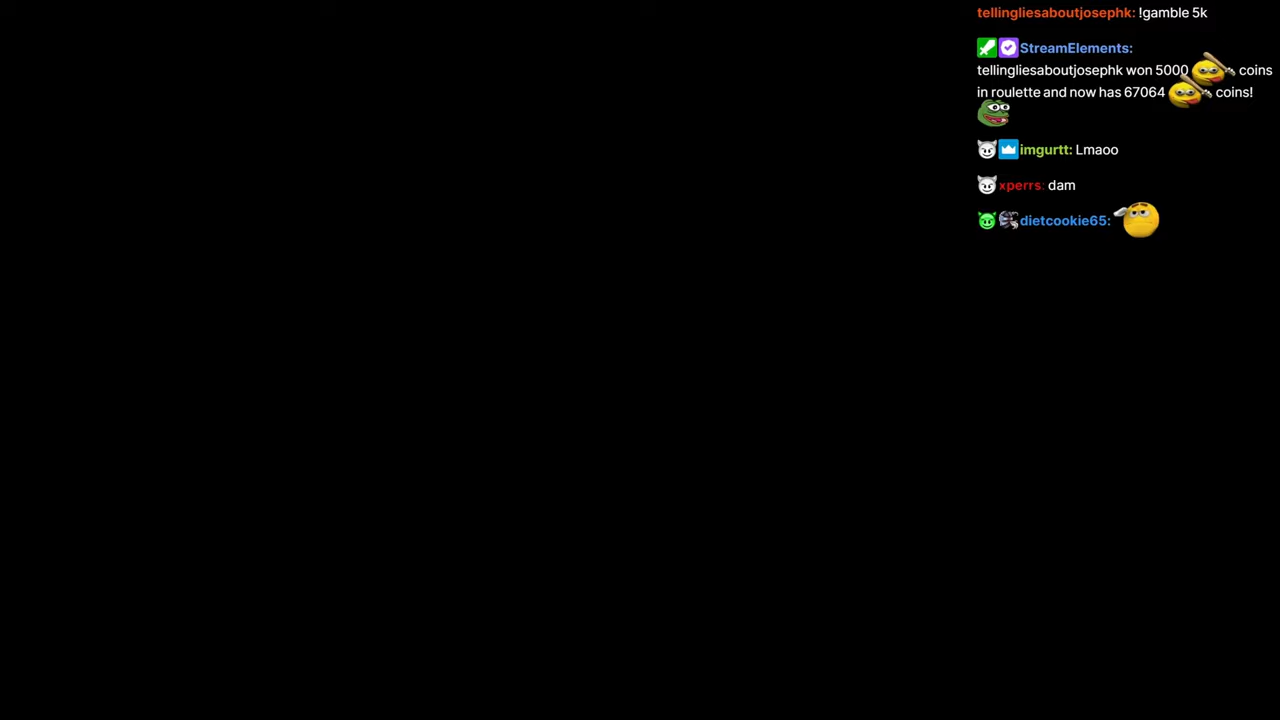 tellingliesaboutjosephk: !gamble 5k
StreamElements:
tellingliesaboutjosephk won 5000 coins
in roulette and now has 67064 coins!
imgurtt: Lmaoo
xperrs: dam
dietcookie65: